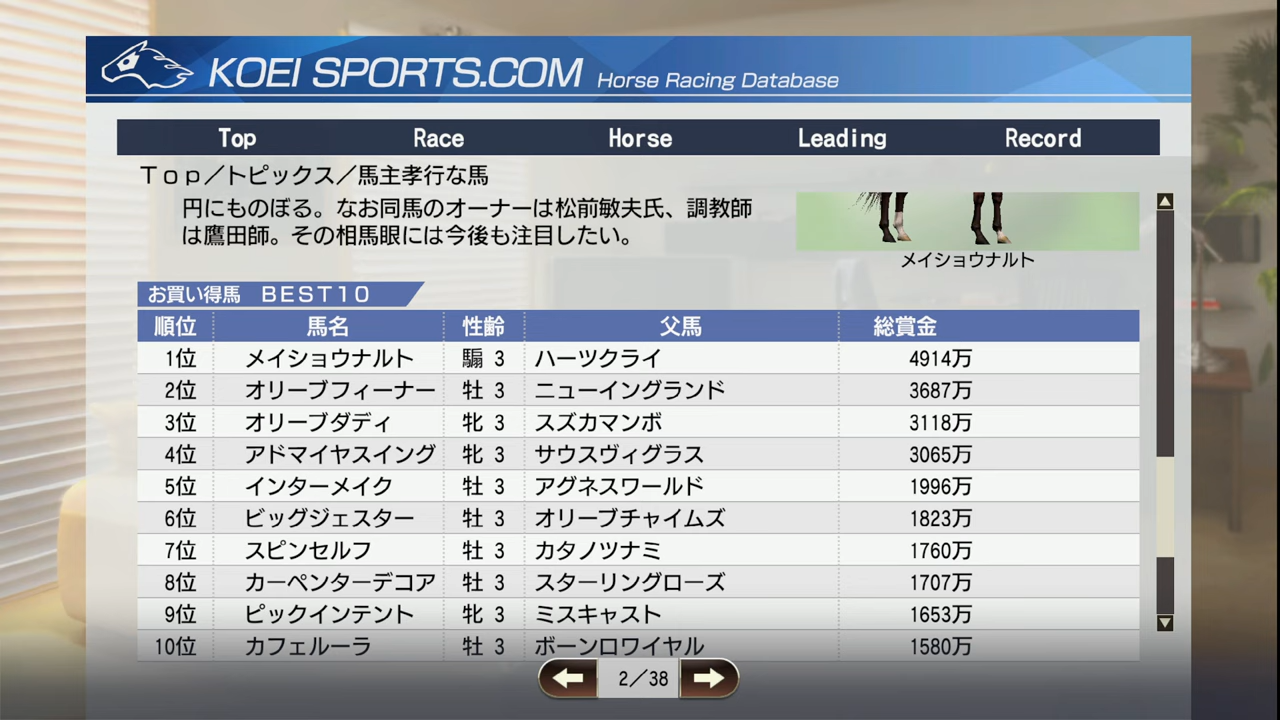 KOEI SPORTS.COM Horse Racing Database
Top Race Horse Leading Record
Top／トピックス／馬主孝行な馬
円にものぼる。なお同馬のオーナーは松前敏夫氏、調教師
は鷹田師。その相馬眼には今後も注目したい。
メイショウナルト
お買い得馬 BEST10
順位 馬名 性齢 父馬 総賞金
1位 メイショウナルト 騸 3 ハーツクライ 4914万
2位 オリーブフィーナー 牡 3 ニューイングランド 3687万
3位 オリーブダディ 牝 3 スズカマンボ 3118万
4位 アドマイヤスイング 牝 3 サウスヴィグラス 3065万
5位 インターメイク 牡 3 アグネスワールド 1996万
6位 ビッグジェスター 牡 3 オリーブチャイムズ 1823万
7位 スピンセルフ 牡 3 カタノツナミ 1760万
8位 カーペンターデコア 牡 3 スターリングローズ 1707万
9位 ピックインテント 牝 3 ミスキャスト 1653万
10位 カフェルーラ 牡 3 ボーンロワイヤル 1580万
2／38